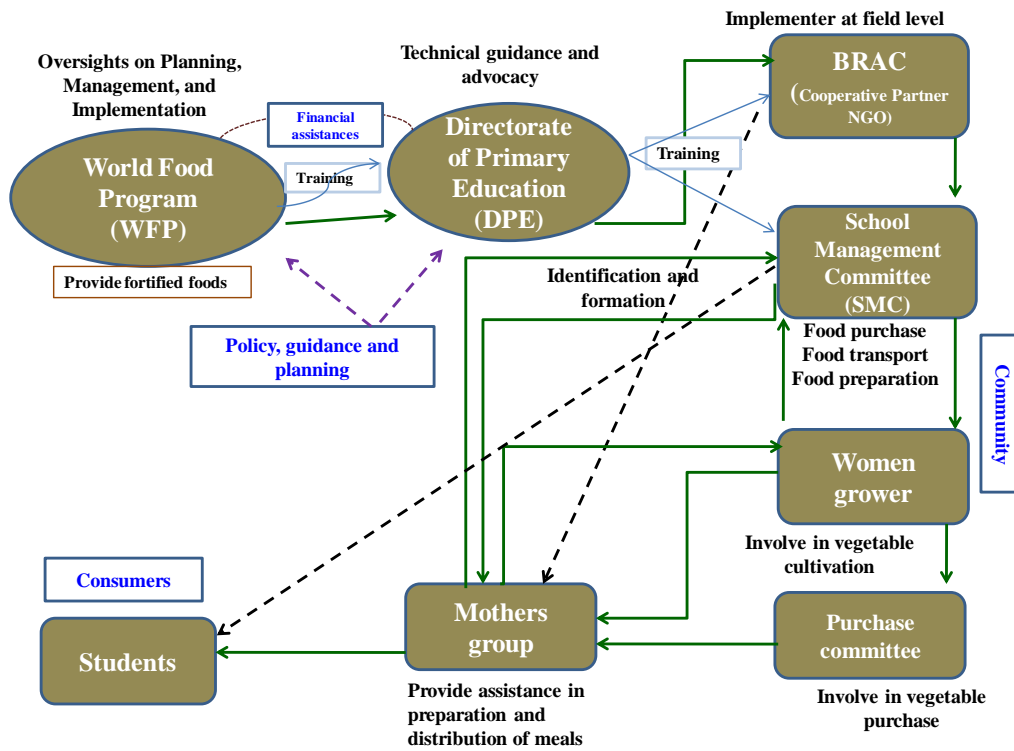 Implementer at field level
Oversights on Planning,
Management, and
Implementation
Technical guidance and
advocacy
BRAC
(Cooperative Partner
NGO)
Financial
assistances
World Food
Program
(WFP)
Training
Directorate
of Primary
Education
(DPE)
Training
Provide fortified foods
School
Management
Committee
(SMC)
Identification and
formation
Policy, guidance and
planning
Food purchase
Food transport
Food preparation
Community
Women
grower
Involve in vegetable
cultivation
Consumers
Students
Mothers
group
Purchase
committee
Provide assistance in
preparation and
distribution of meals
Involve in vegetable
purchase